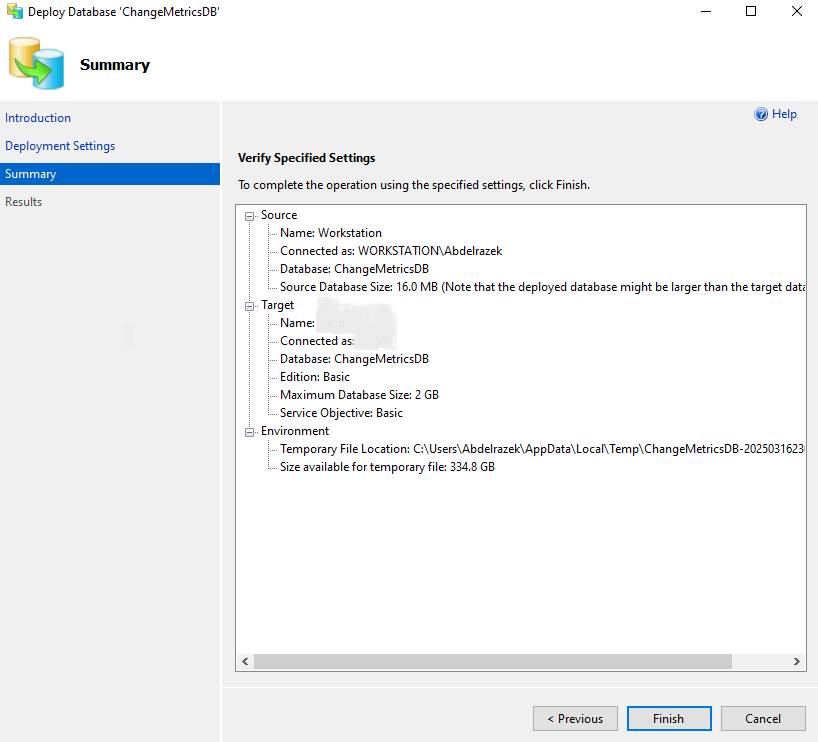 Deploy Database 'ChangeMetricsDB'
Summary
Introduction
Deployment Settings
Summary
Results
Help
Verify Specified Settings
To complete the operation using the specified settings, click Finish.
Source
Name: Workstation
Connected as: WORKSTATION\Abdelrazek
Database: ChangeMetricsDB
Source Database Size: 16.0 MB (Note that the deployed database might be larger than the target data
Target
Name:
Connected as:
Database: ChangeMetricsDB
Edition: Basic
Maximum Database Size: 2 GB
Service Objective: Basic
Environment
Temporary File Location: C:\Users\Abdelrazek\AppData\Local\Temp\ChangeMetricsDB-2025031623
Size available for temporary file: 334.8 GB
< Previous
Finish
Cancel